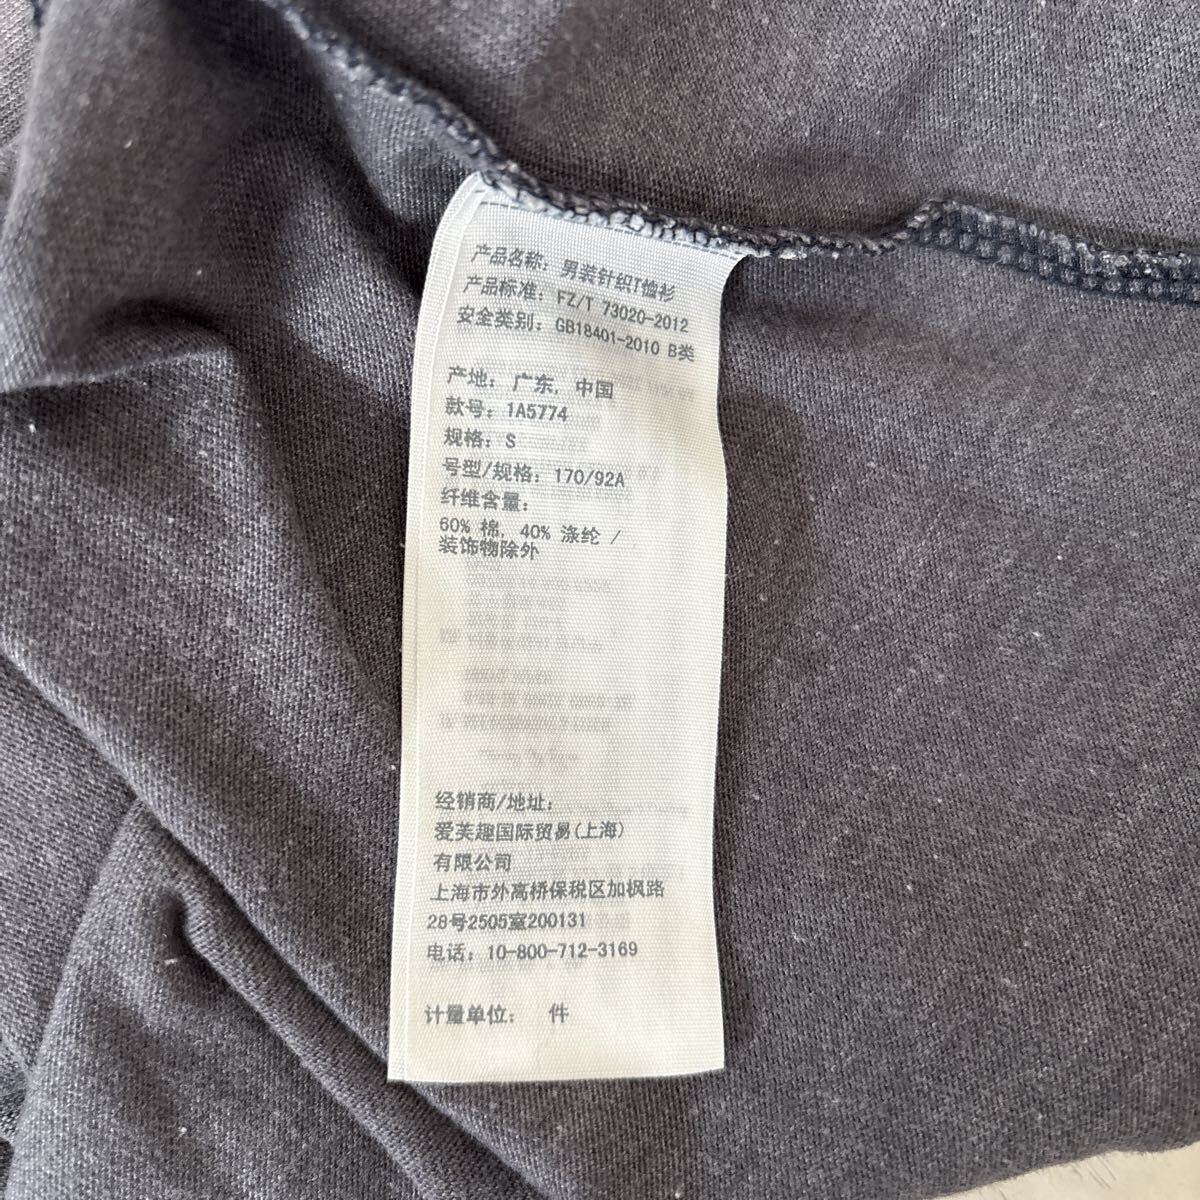 产品名称: 男装针织T恤衫
产品标准: FZ/T 73020-2012
安全类别: GB18401-2010 B类
产地: 广东, 中国
款号: 1A5774
规格: S
号型/规格: 170/92A
纤维含量:
60% 棉, 40% 涤纶 /
装饰物除外
经销商/地址:
爱芙趣国际贸易(上海)
有限公司
上海市外高桥保税区加枫路
28号2505室200131
电话: 10-800-712-3169
计量单位: 件